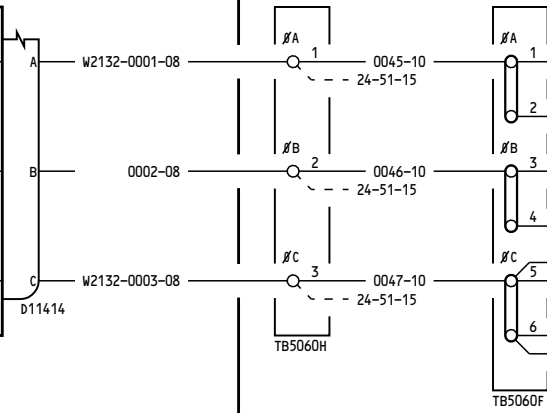 ØA
ØA
1
1
A
W2132-0001-08
0045-10
24-51-15
2
ØB
ØB
2
3
B
0002-08
0046-10
24-51-15
4
ØC
ØC
3
5
C
W2132-0003-08
0047-10
24-51-15
D11414
6
TB5060H
TB5060F